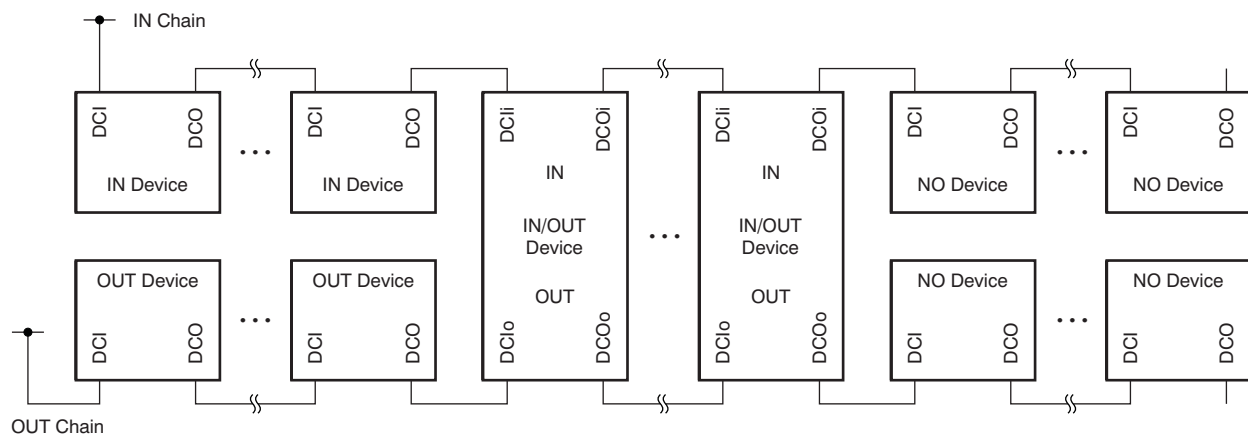 IN Chain
DCI DCO DCI DCO DCIi DCOi DCIi DCOi DCI DCO DCI DCO
... ... ... ...
IN Device IN Device IN IN NO Device NO Device
IN/OUT IN/OUT
Device Device
OUT Device OUT Device OUT OUT NO Device NO Device
DCI DCO DCI DCO DCIo DCOo DCIo DCOo DCI DCO DCI DCO
OUT Chain